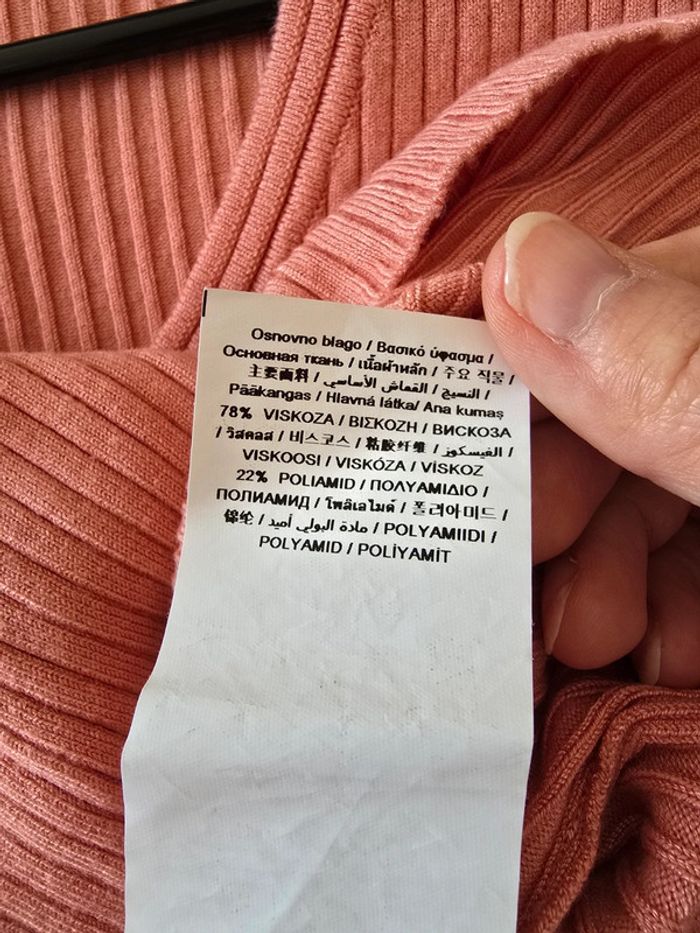 Osnovno blago / Βασικό ύφασμα /
Основная ткань / เนื้อผ้าหลัก / 주요 직물 /
主要面料 / النسيج / القماش الأساسي /
Pääkangas / Hlavná látka/ Ana kumaş
78% VISKOZA / ΒΙΣΚΟΖΗ / ВИСКОЗА
/ วิสคอส / 비스코스 / 粘胶纤维 / الفيسكوز /
VISKOOSI / VISKÓZA / VİSKOZ
22% POLIAMID / ΠΟΛΥΑΜΙΔΙΟ /
ПОЛИАМИД / โพลิเอไมด์ / 폴리아미드 /
锦纶 / مادة البولي أميد / POLYAMIIDI /
POLYAMID / POLİYAMİT